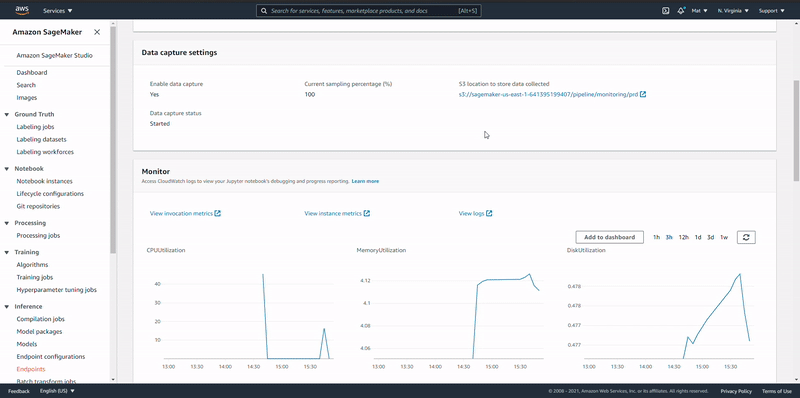 aws Services Search for services, features, marketplace products, and docs [Alt+S] Mat N. Virginia Support
Amazon SageMaker
Amazon SageMaker Studio
Dashboard
Search
Images
Ground Truth
Labeling jobs
Labeling datasets
Labeling workforces
Notebook
Notebook instances
Lifecycle configurations
Git repositories
Processing
Processing jobs
Training
Algorithms
Training jobs
Hyperparameter tuning jobs
Inference
Compilation jobs
Model packages
Models
Endpoint configurations
Endpoints
Batch transform jobs
Data capture settings
Enable data capture
Yes
Current sampling percentage (%)
100
S3 location to store data collected
s3://sagemaker-us-east-1-641395199407/pipeline/monitoring/prd
Data capture status
Started
Monitor
Access CloudWatch logs to view your Jupyter notebook's debugging and progress reporting. Learn more
View invocation metrics View instance metrics View logs
Add to dashboard 1h 3h 12h 1d 3d 1w
CPUUtilization
40
30
20
10
13:00 13:30 14:00 14:30 15:00 15:30
MemoryUtilization
4.12
4.1
4.08
4.06
13:00 13:30 14:00 14:30 15:00 15:30
DiskUtilization
0.478
0.478
0.477
0.477
13:00 13:30 14:00 14:30 15:00 15:30
Feedback English (US) © 2008 - 2021, Amazon Web Services, Inc. or its affiliates. All rights reserved. Privacy Policy Terms of Use